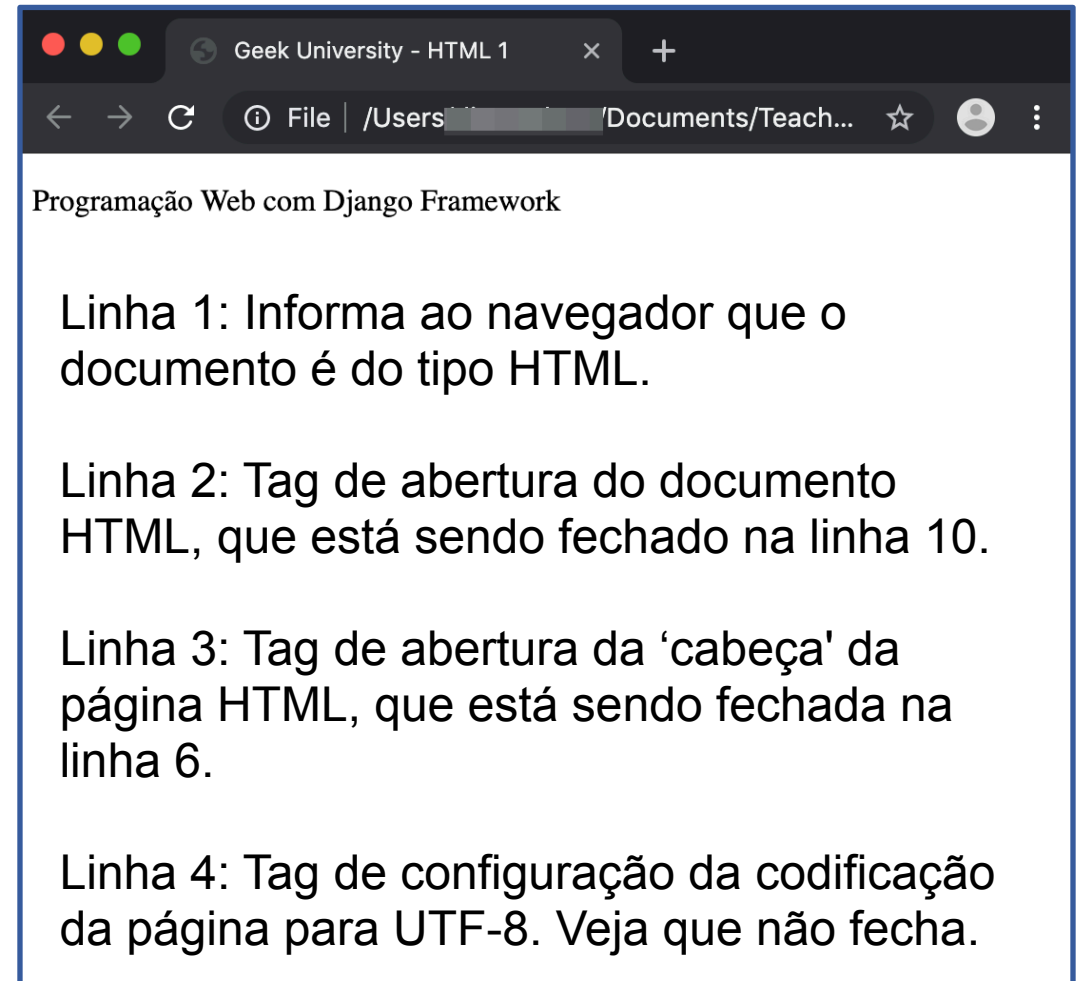 Geek University - HTML 1
File /Users /Documents/Teach...
Programação Web com Django Framework
Linha 1: Informa ao navegador que o
documento é do tipo HTML.
Linha 2: Tag de abertura do documento
HTML, que está sendo fechado na linha 10.
Linha 3: Tag de abertura da ‘cabeça' da
página HTML, que está sendo fechada na
linha 6.
Linha 4: Tag de configuração da codificação
da página para UTF-8. Veja que não fecha.